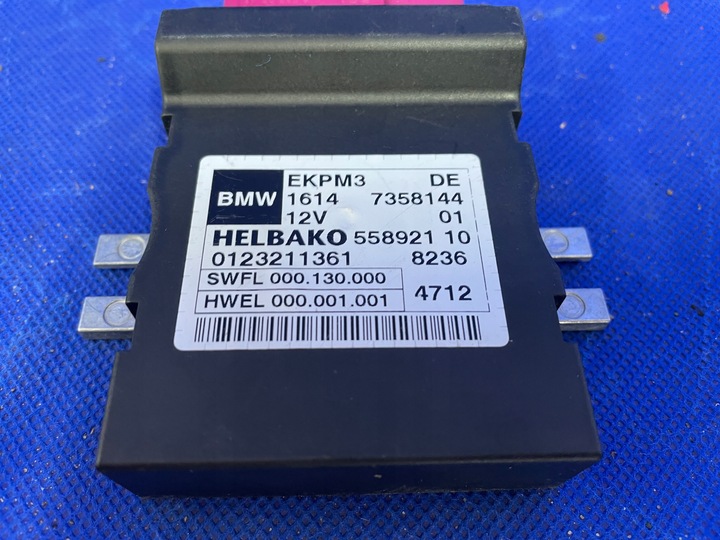 BMW EKPM3 DE
1614 7358144
12V 01
HELBAKO 558921 10
0123211361 8236
SWFL 000.130.000
HWEL 000.001.001 4712